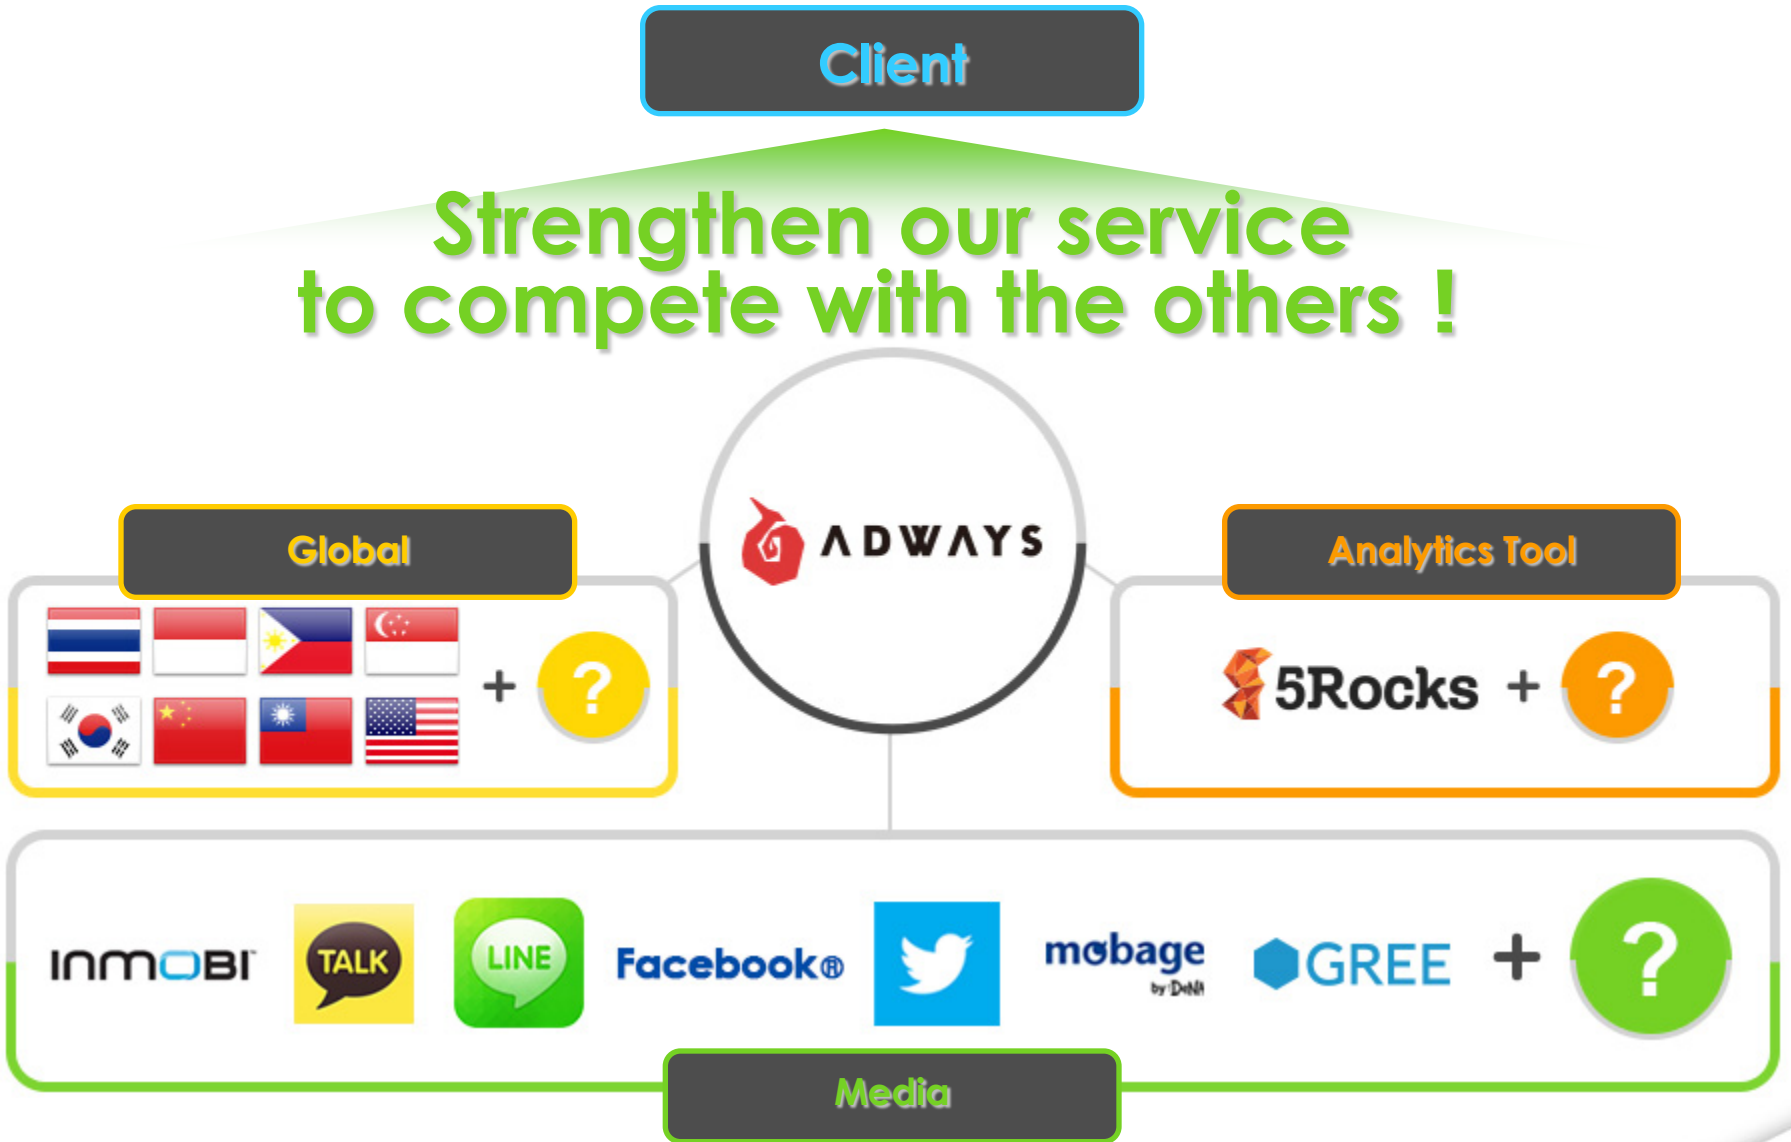 Client
Strengthen our service
to compete with the others !
ADWAYS
Global
Analytics Tool
+ ?
5Rocks + ?
INMOBI TALK LINE Facebook® mobage GREE + ?
by DeNA
Media